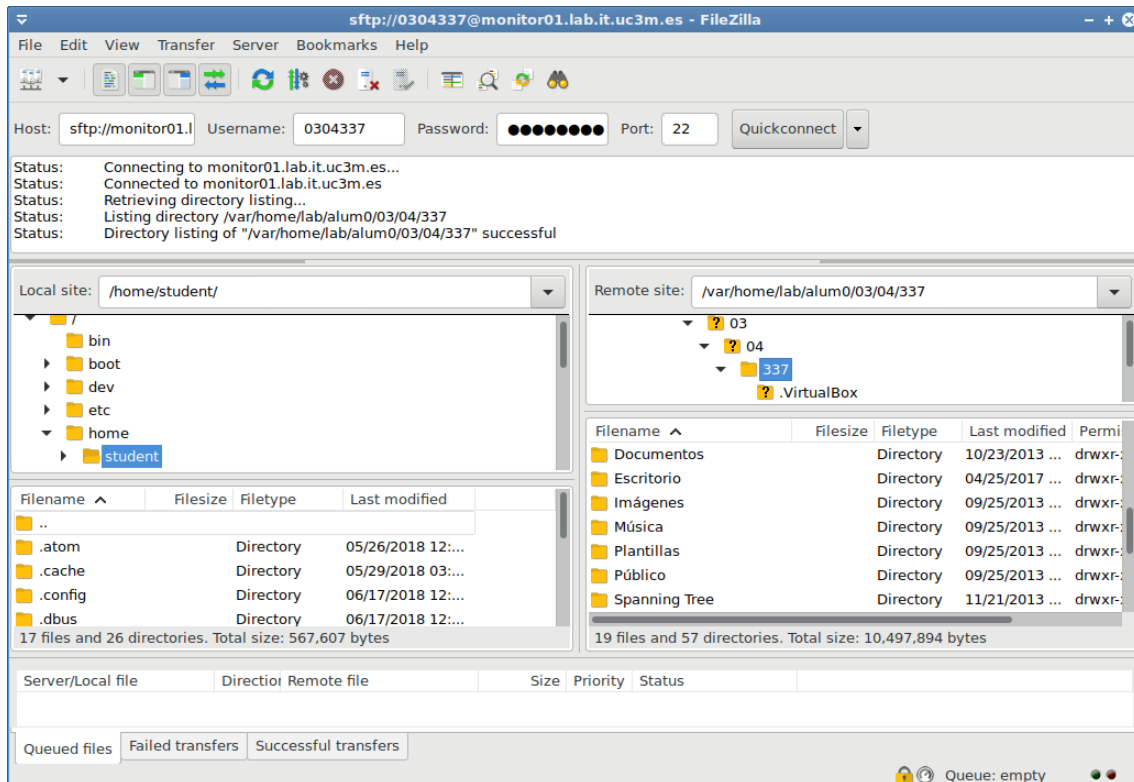 sftp://0304337@monitor01.lab.it.uc3m.es - FileZilla
File Edit View Transfer Server Bookmarks Help
Host: sftp://monitor01.l Username: 0304337 Password: ●●●●●●●● Port: 22 Quickconnect
Status: Connecting to monitor01.lab.it.uc3m.es...
Status: Connected to monitor01.lab.it.uc3m.es
Status: Retrieving directory listing...
Status: Listing directory /var/home/lab/alum0/03/04/337
Status: Directory listing of "/var/home/lab/alum0/03/04/337" successful
Local site: /home/student/
/
bin
boot
dev
etc
home
student
Filename Filesize Filetype Last modified
..
.atom Directory 05/26/2018 12:...
.cache Directory 05/29/2018 03:...
.config Directory 06/17/2018 12:...
.dbus Directory 06/17/2018 12:...
17 files and 26 directories. Total size: 567,607 bytes
Remote site: /var/home/lab/alum0/03/04/337
? 03
? 04
337
? .VirtualBox
Filename Filesize Filetype Last modified Permi
Documentos Directory 10/23/2013 ... drwxr-
Escritorio Directory 04/25/2017 ... drwxr-
Imágenes Directory 09/25/2013 ... drwxr-
Música Directory 09/25/2013 ... drwxr-
Plantillas Directory 09/25/2013 ... drwxr-
Público Directory 09/25/2013 ... drwxr-
Spanning Tree Directory 11/21/2013 ... drwxr-
19 files and 57 directories. Total size: 10,497,894 bytes
Server/Local file Direction Remote file Size Priority Status
Queued files Failed transfers Successful transfers
Queue: empty